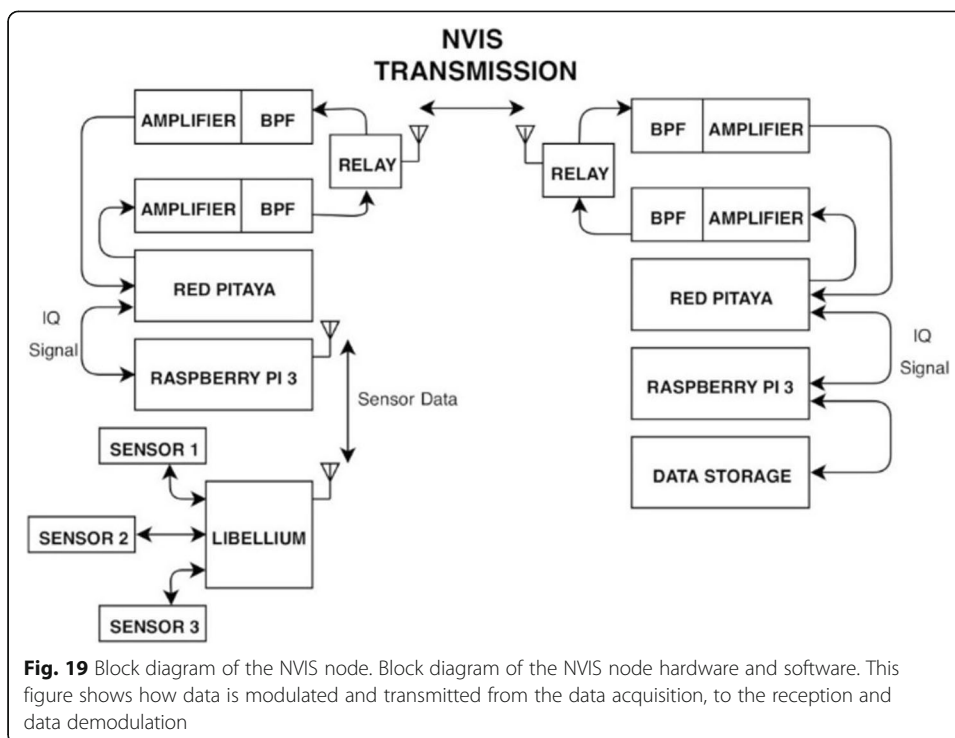 NVIS
TRANSMISSION
AMPLIFIER BPF
RELAY
AMPLIFIER BPF
RED PITAYA
IQ
Signal
RASPBERRY PI 3
Sensor Data
SENSOR 1
SENSOR 2
LIBELLIUM
SENSOR 3
BPF AMPLIFIER
RELAY
BPF AMPLIFIER
RED PITAYA
IQ
Signal
RASPBERRY PI 3
DATA STORAGE
Fig. 19 Block diagram of the NVIS node. Block diagram of the NVIS node hardware and software. This
figure shows how data is modulated and transmitted from the data acquisition, to the reception and
data demodulation